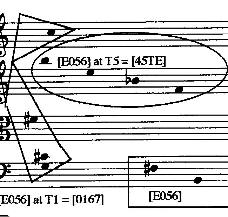 [E056] at T5 = [45TE]
[E056] at T1 = [0167]
[E056]